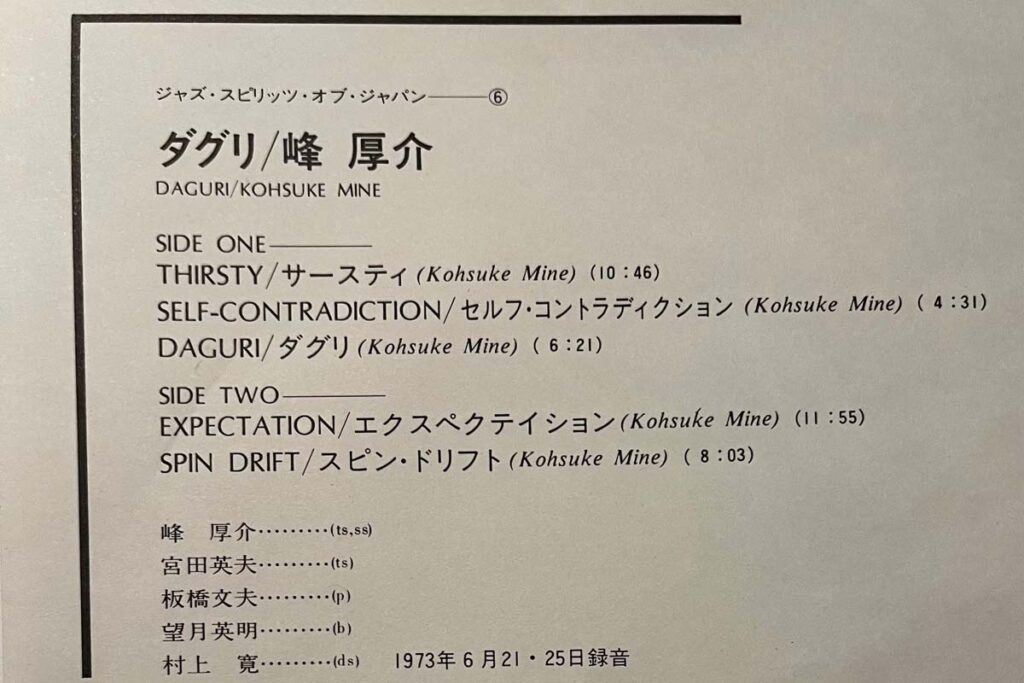 ジャズ・スピリッツ・オブ・ジャパン――⑥
ダグリ/峰 厚介
DAGURI/KOHSUKE MINE
SIDE ONE――
THIRSTY/サースティ(Kohsuke Mine)(10:46)
SELF-CONTRADICTION/セルフ・コントラディクション(Kohsuke Mine)( 4:31)
DAGURI/ダグリ(Kohsuke Mine)( 6:21)
SIDE TWO――
EXPECTATION/エクスペクテイション(Kohsuke Mine)(11:55)
SPIN DRIFT/スピン・ドリフト(Kohsuke Mine)( 8:03)
峰 厚介………(ts,ss)
宮田英夫………(ts)
板橋文夫………(p)
望月英明………(b)
村上 寛………(ds) 1973年6月21・25日録音